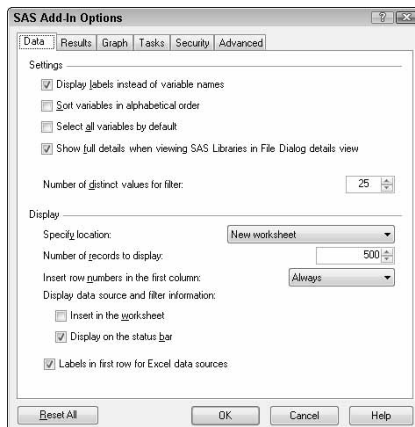 SAS Add-In Options
Data Results Graph Tasks Security Advanced
Settings
Display labels instead of variable names
Sort variables in alphabetical order
Select all variables by default
Show full details when viewing SAS Libraries in File Dialog details view
Number of distinct values for filter: 25
Display
Specify location: New worksheet
Number of records to display: 500
Insert row numbers in the first column: Always
Display data source and filter information:
Insert in the worksheet
Display on the status bar
Labels in first row for Excel data sources
Reset All OK Cancel Help